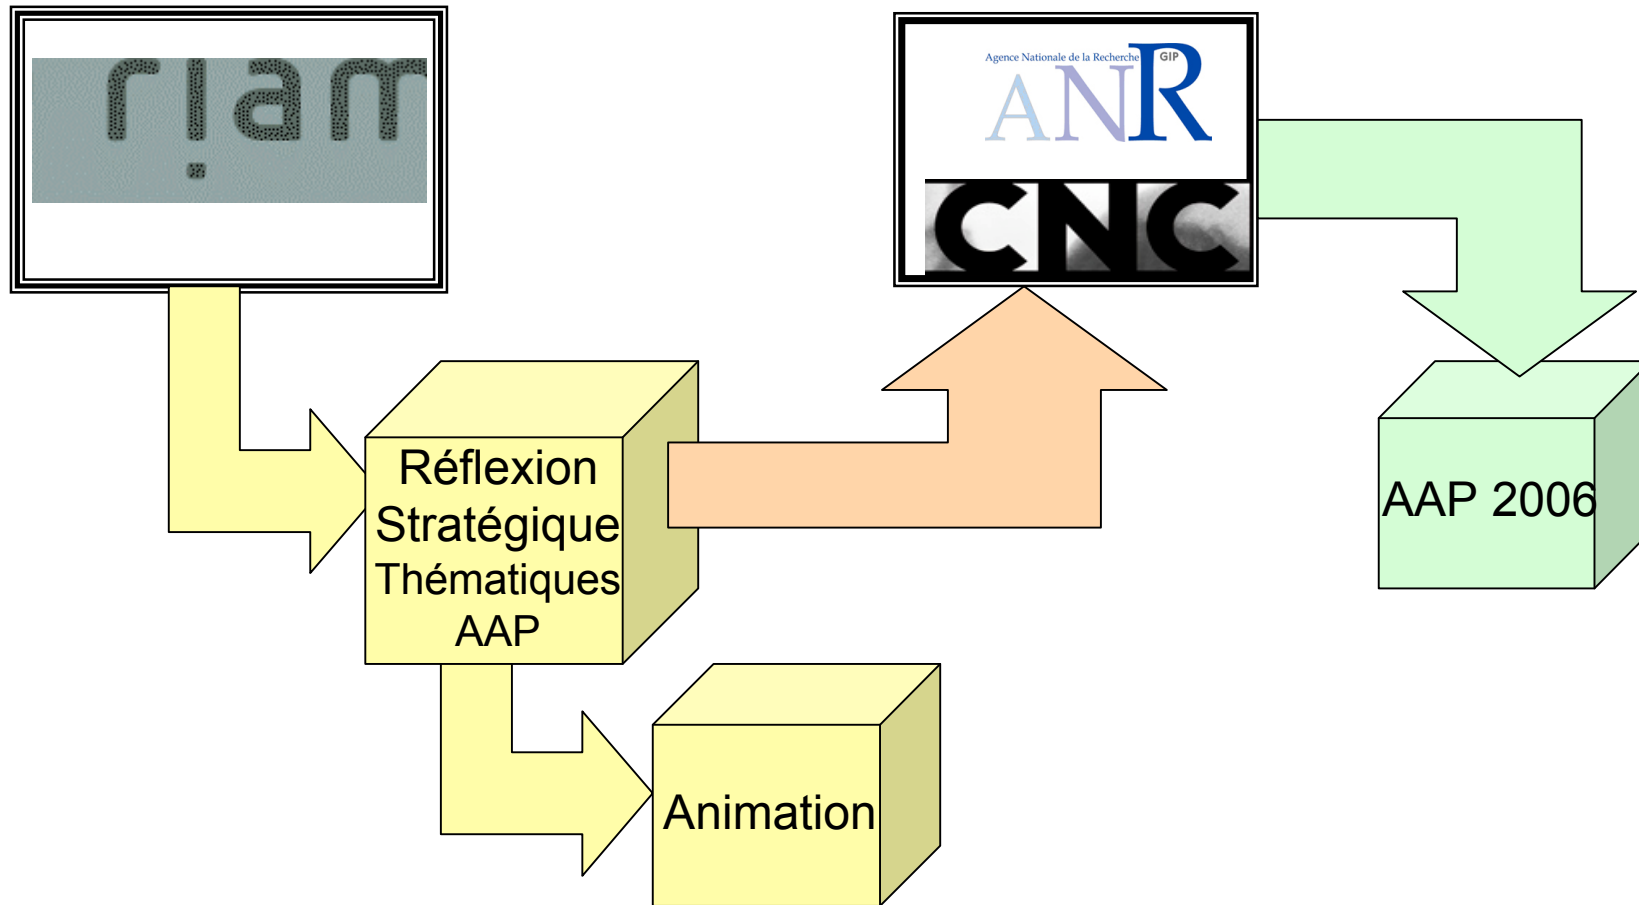 riam
Agence Nationale de la Recherche GIP
ANR
CNC
Réflexion
Stratégique
Thématiques
AAP
AAP 2006
Animation